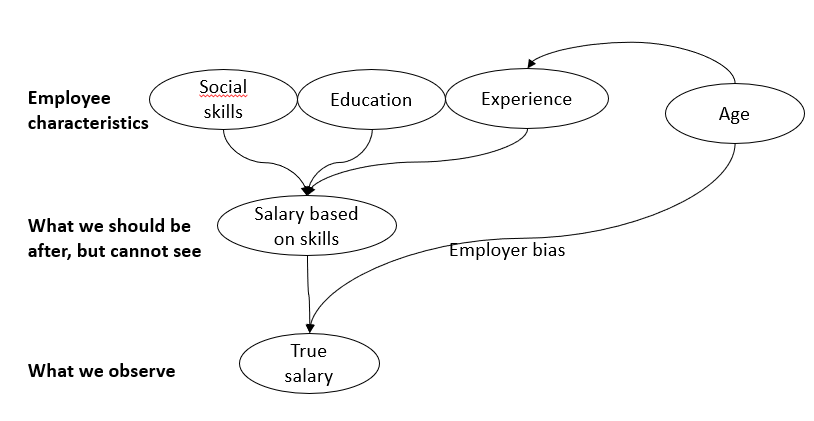 Employee
characteristics
Social
skills
Education
Experience
Age
What we should be
after, but cannot see
Salary based
on skills
Employer bias
What we observe
True
salary